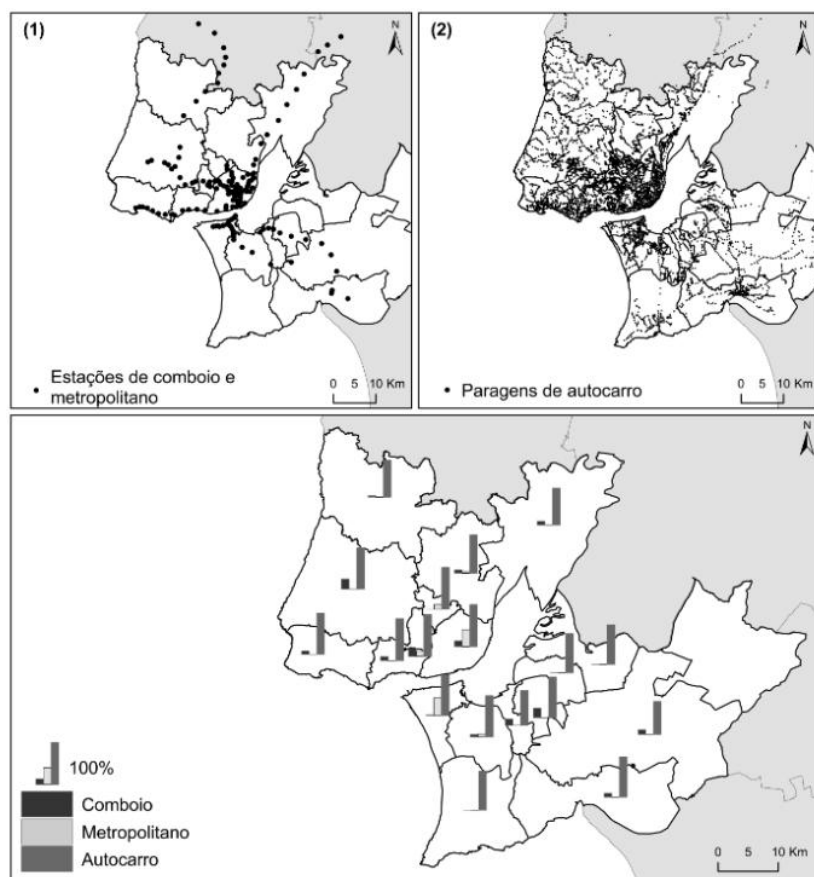 (1)
N
Estações de comboio e
metropolitano
0 5 10 Km
(2)
N
Paragens de autocarro
0 5 10 Km
N
100%
Comboio
Metropolitano
Autocarro
0 5 10 Km